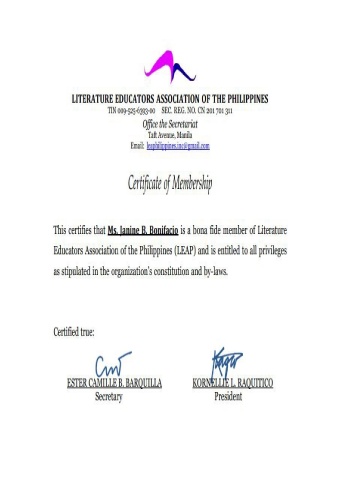 LITERATURE EDUCATORS ASSOCIATION OF THE PHILIPPINES
TIN 009-525-6393-00 SEC. REG. NO. CN 201 701 311
Office the Secretariat
Taft Avenue, Manila
Email: leaphilippines.inc@gmail.com
Certificate of Membership
This certifies that Ms. Janine B. Bonifacio is a bona fide member of Literature
Educators Association of the Philippines (LEAP) and is entitled to all privileges
as stipulated in the organization's constitution and by-laws.
Certified true:
ESTER CAMILLE B. BARQUILLA KORNELLIE L. RAQUITICO
Secretary President